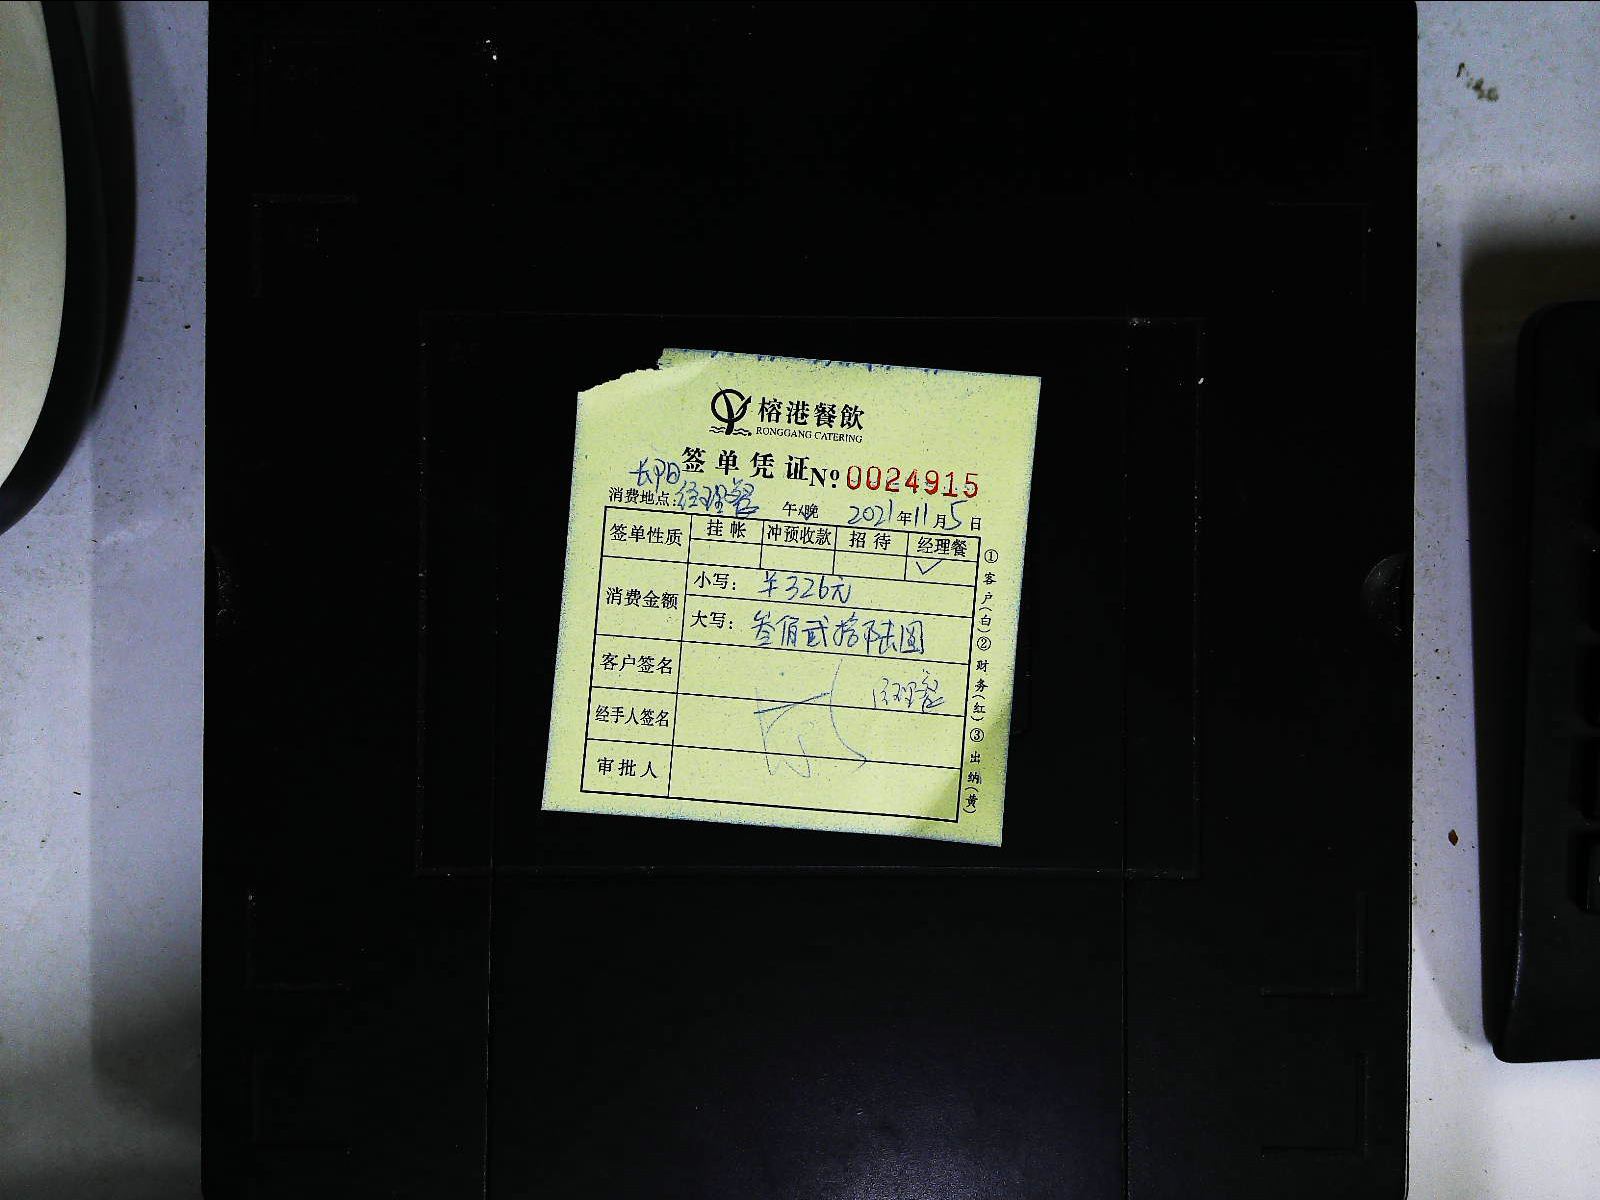 榕港餐飲
RONGGANG CATERING
签单凭证 № 0024915
长阳
消费地点:经理餐 午/晚 2021年11月5日
签单性质 挂帐 冲预收款 招待 经理餐
✓
消费金额 小写: ¥326元
大写: 叁佰贰拾陆圆
客户签名 经理餐
经手人签名
审批人
①客户(白)②财务(红)③出纳(黄)